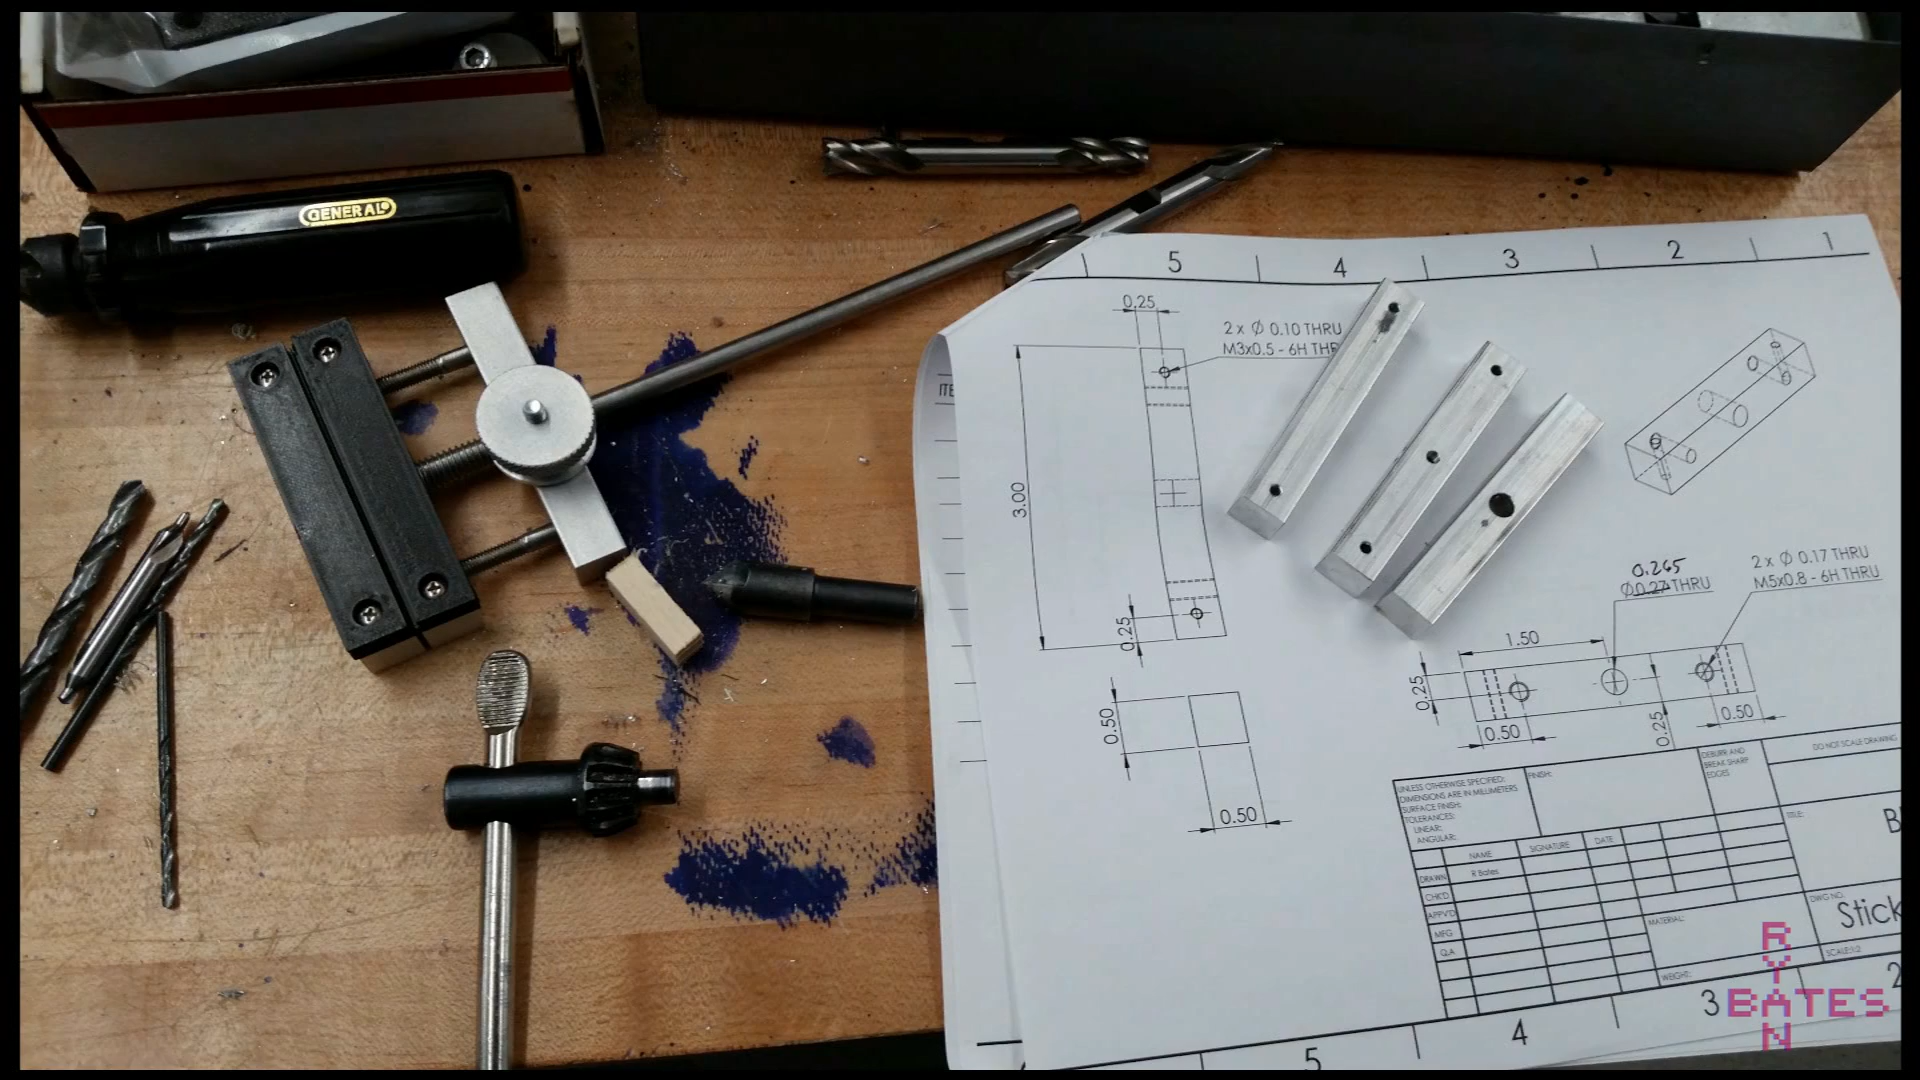 GENERAL®
5 4 3 2 1
ITE
0.25
2 x Ø 0.10 THRU
M3x0.5 - 6H THR
3.00
0.25
0.50
0.50
0.265
Ø0.27 THRU
2 x Ø 0.17 THRU
M5x0.8 - 6H THRU
1.50
0.25
0.50
0.25
0.50
UNLESS OTHERWISE SPECIFIED:
DIMENSIONS ARE IN MILLIMETERS
SURFACE FINISH:
TOLERANCES:
LINEAR:
ANGULAR:
FINISH:
DEBURR AND
BREAK SHARP
EDGES
DO NOT SCALE DRAWING
NAME
SIGNATURE
DATE
TITLE:
B
DRAWN
R Bates
CHK'D
APPV'D
MFG
Q.A
MATERIAL:
DWG NO.
Stick
WEIGHT:
SCALE:1:2
5 4 3 2
RYAN
BATES